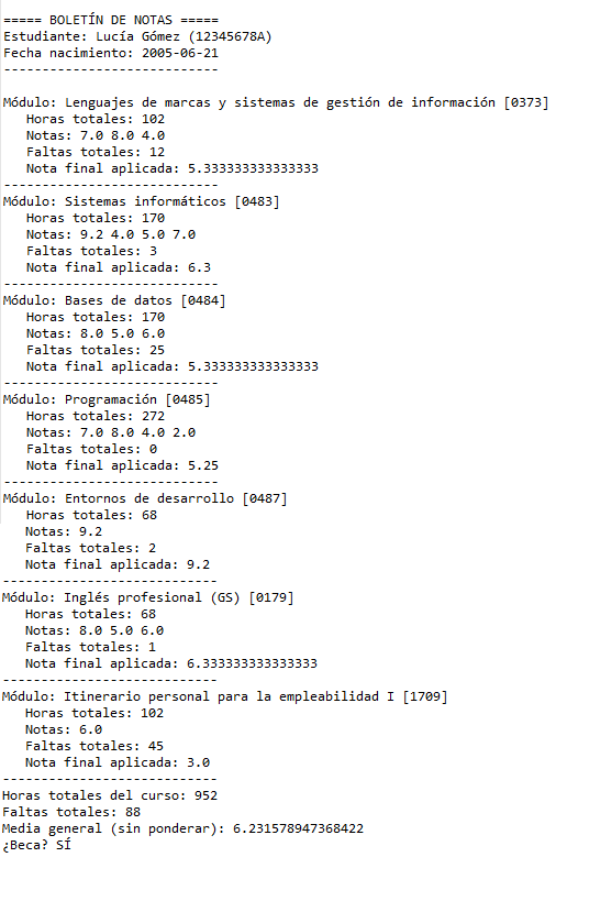 ===== BOLETÍN DE NOTAS =====
Estudiante: Lucía Gómez (12345678A)
Fecha nacimiento: 2005-06-21
----------------------------
Módulo: Lenguajes de marcas y sistemas de gestión de información [0373]
Horas totales: 102
Notas: 7.0 8.0 4.0
Faltas totales: 12
Nota final aplicada: 5.333333333333333
----------------------------
Módulo: Sistemas informáticos [0483]
Horas totales: 170
Notas: 9.2 4.0 5.0 7.0
Faltas totales: 3
Nota final aplicada: 6.3
----------------------------
Módulo: Bases de datos [0484]
Horas totales: 170
Notas: 8.0 5.0 6.0
Faltas totales: 25
Nota final aplicada: 5.333333333333333
----------------------------
Módulo: Programación [0485]
Horas totales: 272
Notas: 7.0 8.0 4.0 2.0
Faltas totales: 0
Nota final aplicada: 5.25
----------------------------
Módulo: Entornos de desarrollo [0487]
Horas totales: 68
Notas: 9.2
Faltas totales: 2
Nota final aplicada: 9.2
----------------------------
Módulo: Inglés profesional (GS) [0179]
Horas totales: 68
Notas: 8.0 5.0 6.0
Faltas totales: 1
Nota final aplicada: 6.333333333333333
----------------------------
Módulo: Itinerario personal para la empleabilidad I [1709]
Horas totales: 102
Notas: 6.0
Faltas totales: 45
Nota final aplicada: 3.0
----------------------------
Horas totales del curso: 952
Faltas totales: 88
Media general (sin ponderar): 6.231578947368422
¿Beca? SÍ